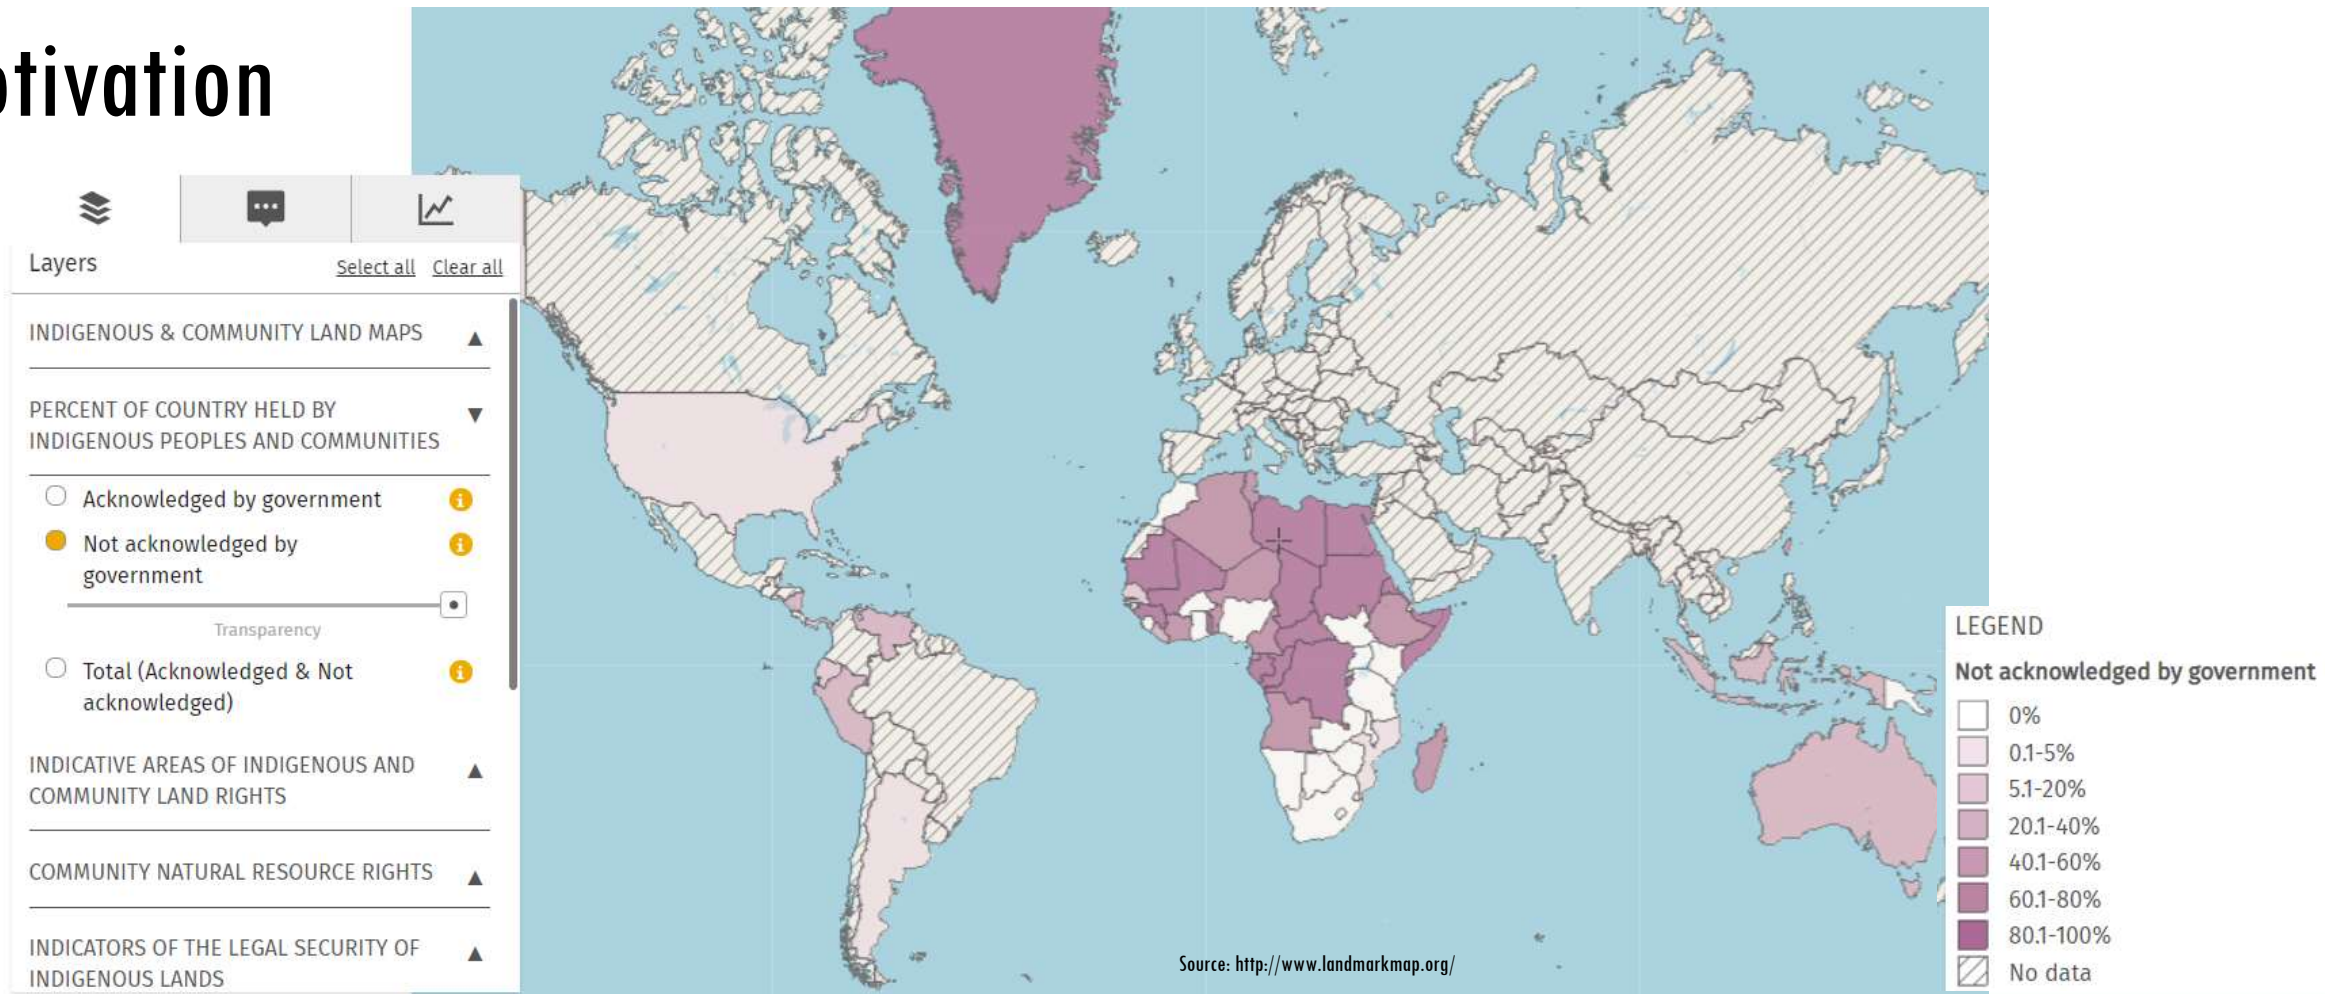 otivation
Layers
Select all
Clear all
INDIGENOUS & COMMUNITY LAND MAPS
PERCENT OF COUNTRY HELD BY
INDIGENOUS PEOPLES AND COMMUNITIES
Acknowledged by government
Not acknowledged by
government
Transparency
Total (Acknowledged & Not
acknowledged)
INDICATIVE AREAS OF INDIGENOUS AND
COMMUNITY LAND RIGHTS
COMMUNITY NATURAL RESOURCE RIGHTS
INDICATORS OF THE LEGAL SECURITY OF
INDIGENOUS LANDS
Source: http://www.landmarkmap.org/
LEGEND
Not acknowledged by government
0%
0.1-5%
5.1-20%
20.1-40%
40.1-60%
60.1-80%
80.1-100%
No data